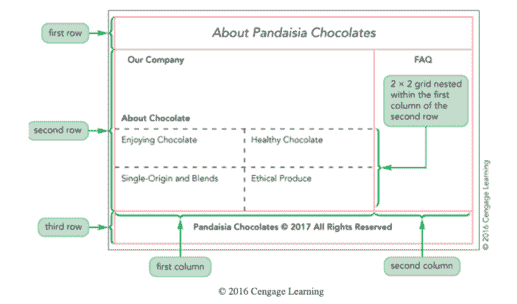 first row
About Pandaisia Chocolates
Our Company
FAQ
2 × 2 grid nested
within the first
column of the
second row
About Chocolate
second row
Enjoying Chocolate
Healthy Chocolate
Single-Origin and Blends
Ethical Produce
third row
Pandaisia Chocolates © 2017 All Rights Reserved
first column
second column
© 2016 Cengage Learning
© 2016 Cengage Learning